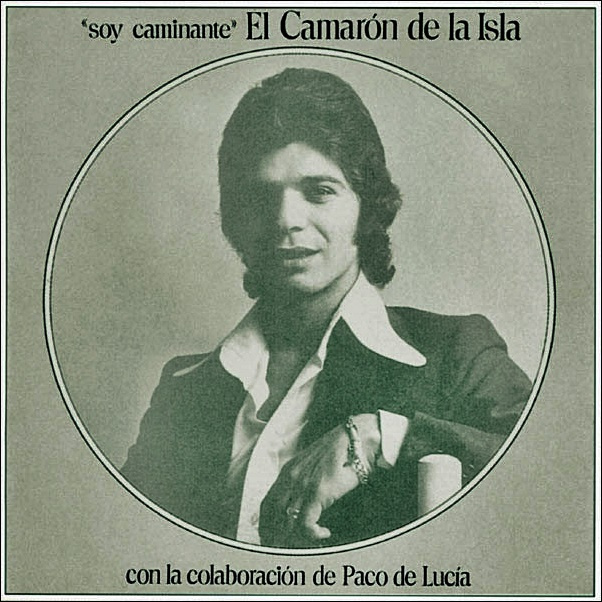 “soy caminante” El Camarón de la Isla
con la colaboración de Paco de Lucía